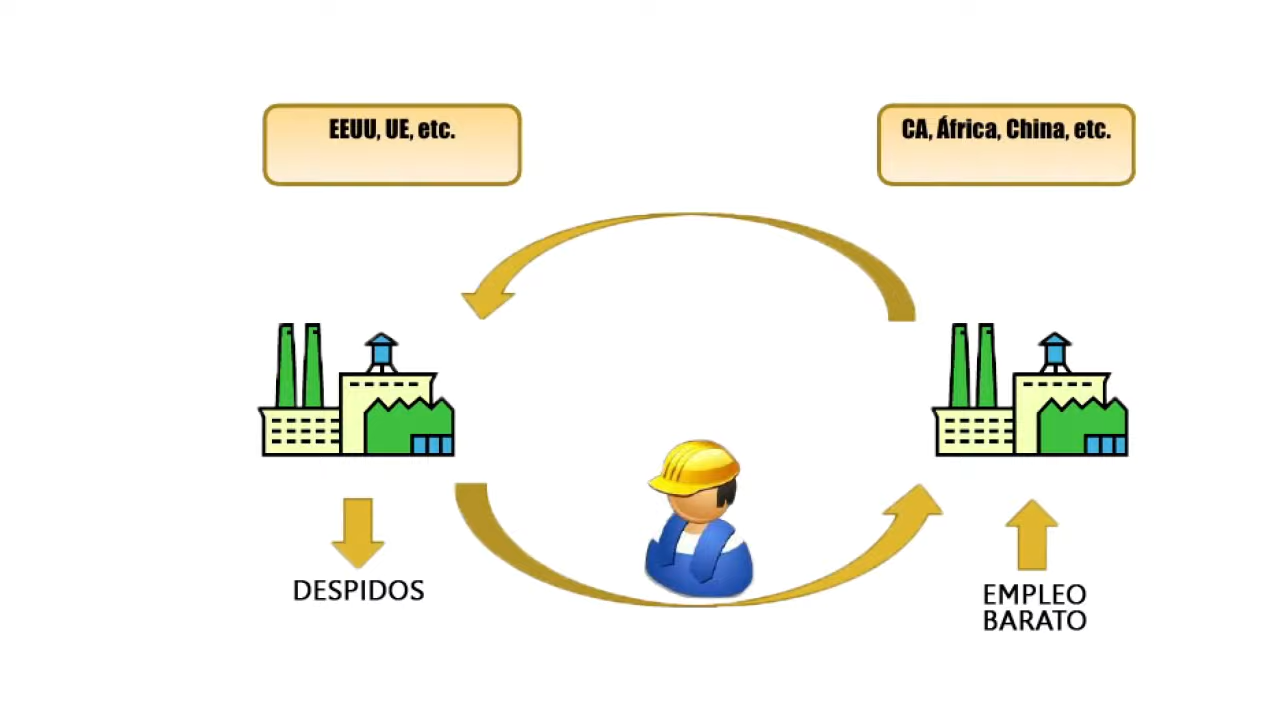 EEUU, UE, etc.
CA, África, China, etc.
DESPIDOS
EMPLEO
BARATO